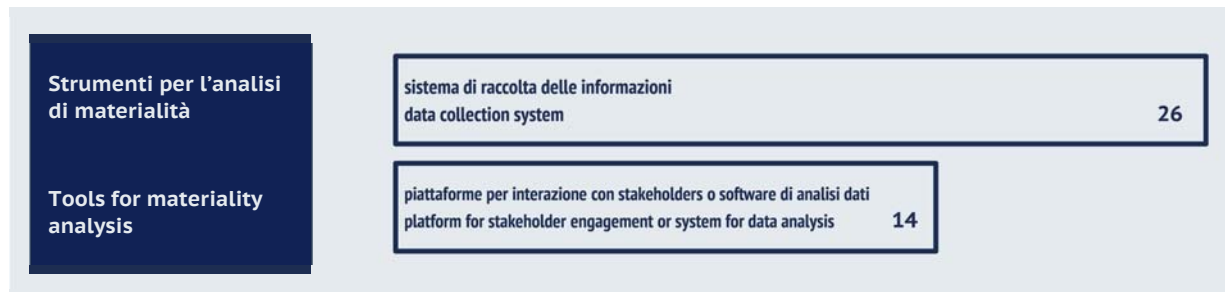 Strumenti per l'analisi
di materialità
Tools for materiality
analysis
sistema di raccolta delle informazioni
data collection system
26
piattaforme per interazione con stakeholders o software di analisi dati
platform for stakeholder engagement or system for data analysis
14